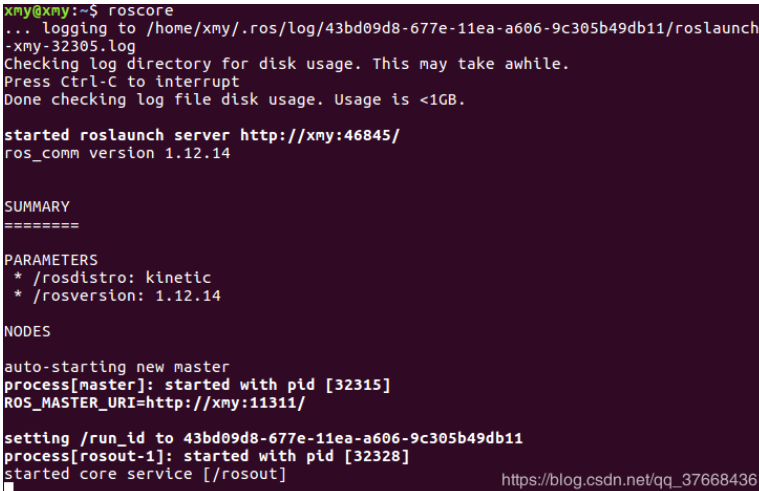 xmy@xmy:~$ roscore
... logging to /home/xmy/.ros/log/43bd09d8-677e-11ea-a606-9c305b49db11/roslaunch
-xmy-32305.log
Checking log directory for disk usage. This may take awhile.
Press Ctrl-C to interrupt
Done checking log file disk usage. Usage is <1GB.
started roslaunch server http://xmy:46845/
ros_comm version 1.12.14
SUMMARY
========
PARAMETERS
* /rosdistro: kinetic
* /rosversion: 1.12.14
NODES
auto-starting new master
process[master]: started with pid [32315]
ROS_MASTER_URI=http://xmy:11311/
setting /run_id to 43bd09d8-677e-11ea-a606-9c305b49db11
process[rosout-1]: started with pid [32328]
started core service [/rosout]
https://blog.csdn.net/qq_37668436